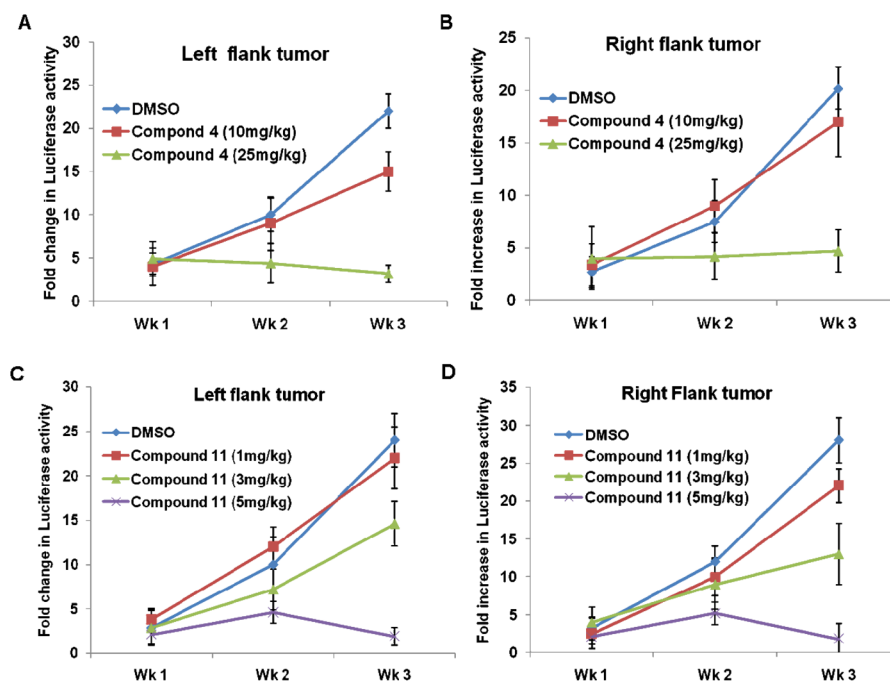 A
Left flank tumor
DMSO
Compond 4 (10mg/kg)
Compound 4 (25mg/kg)
Fold change in Luciferase activity
30
25
20
15
10
5
0
Wk 1 Wk 2 Wk 3
B
Right flank tumor
DMSO
Compound 4 (10mg/kg)
Compound 4 (25mg/kg)
Fold increase in Luciferase activity
20
15
10
5
0
Wk 1 Wk 2 Wk 3
C
Left flank tumor
DMSO
Compound 11 (1mg/kg)
Compound 11 (3mg/kg)
Compound 11 (5mg/kg)
Fold change in Luciferase activity
30
25
20
15
10
5
0
Wk 1 Wk 2 Wk 3
D
Right Flank tumor
DMSO
Compound 11 (1mg/kg)
Compound 11 (3mg/kg)
Compound 11 (5mg/kg)
Fold increase in Luciferase activity
35
30
25
20
15
10
5
0
Wk 1 Wk 2 Wk 3